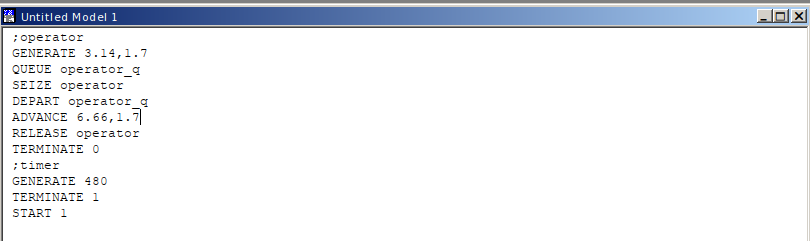 Untitled Model 1
;operator
GENERATE 3.14,1.7
QUEUE operator_q
SEIZE operator
DEPART operator_q
ADVANCE 6.66,1.7
RELEASE operator
TERMINATE 0
;timer
GENERATE 480
TERMINATE 1
START 1